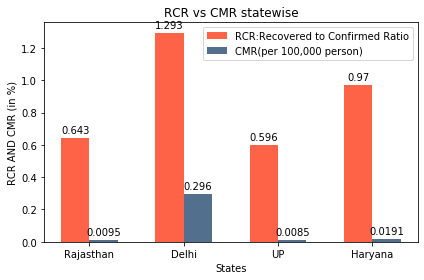 RCR vs CMR statewise
RCR:Recovered to Confirmed Ratio
CMR(per 100,000 person)
RCR AND CMR (in %)
1.2
1.0
0.8
0.6
0.4
0.2
0.0
0.643
0.0095
1.293
0.296
0.596
0.0085
0.97
0.0191
Rajasthan
Delhi
UP
Haryana
States